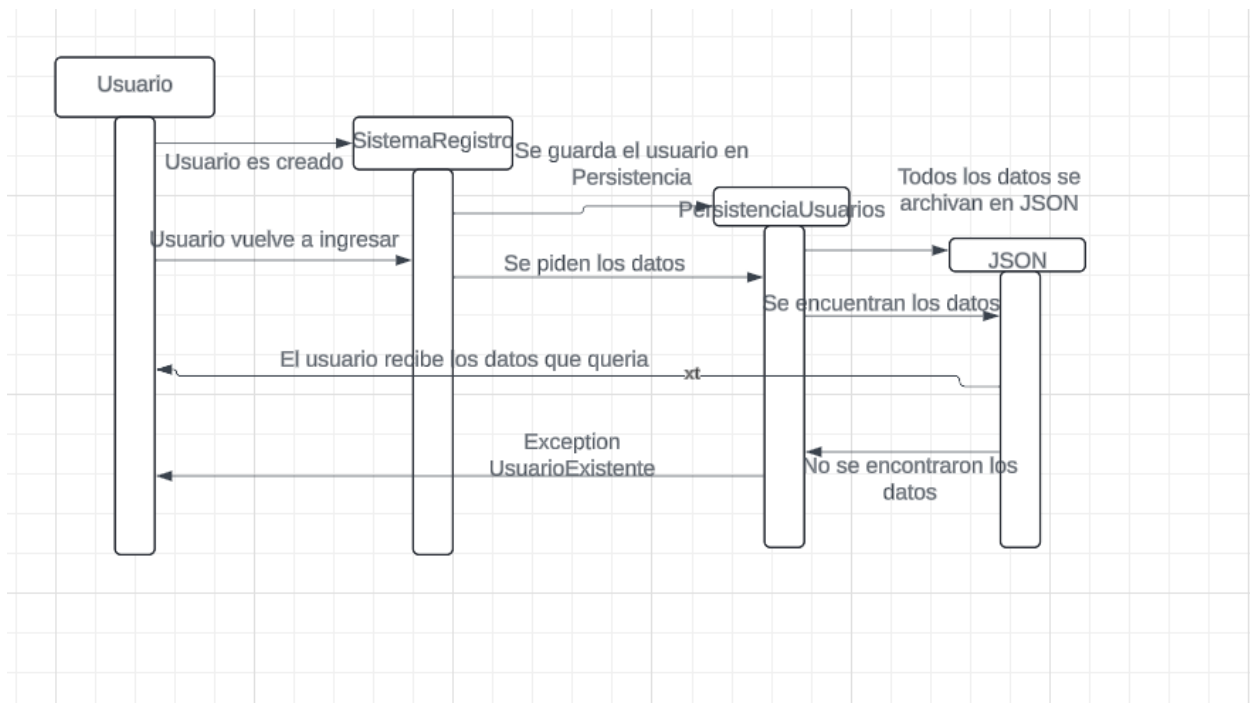 Usuario
SistemaRegistro
Usuario es creado
Se guarda el usuario en
Persistencia
PersistenciaUsuarios
Todos los datos se
archivan en JSON
JSON
Usuario vuelve a ingresar
Se piden los datos
Se encuentran los datos
El usuario recibe los datos que queria
xt
Exception
UsuarioExistente
No se encontraron los
datos